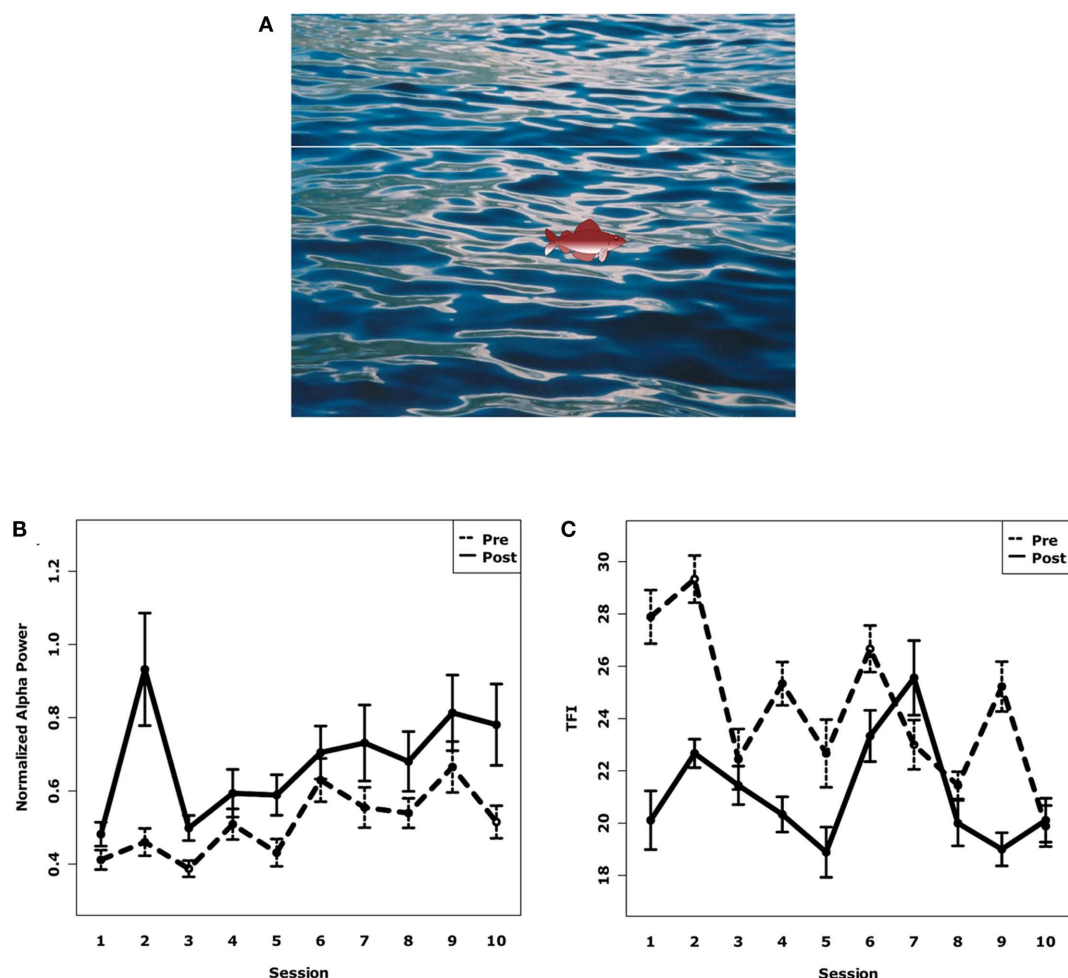 A
B
Pre
Post
Normalized Alpha Power
1.2
1.0
0.8
0.6
0.4
1 2 3 4 5 6 7 8 9 10
Session
C
Pre
Post
TFI
30
28
26
24
22
20
18
1 2 3 4 5 6 7 8 9 10
Session